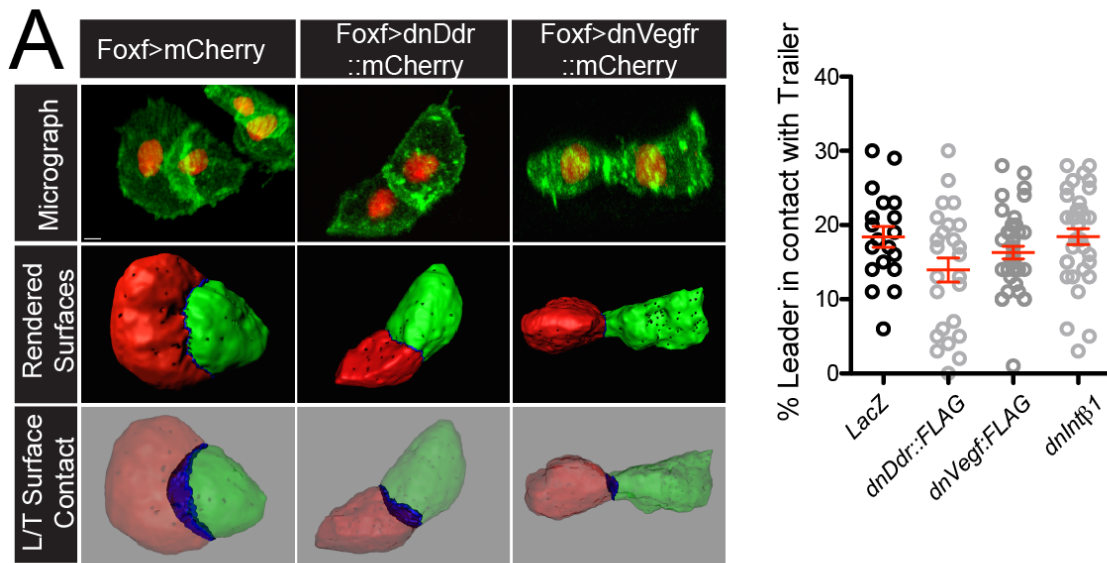 A
Foxf>mCherry
Foxf>dnDdr
::mCherry
Foxf>dnVegfr
::mCherry
Micrograph
Rendered
Surfaces
L/T Surface
Contact
% Leader in contact with Trailer
40
30
20
10
0
LacZ
dnDdr::FLAG
dnVegf:FLAG
dnIntβ1